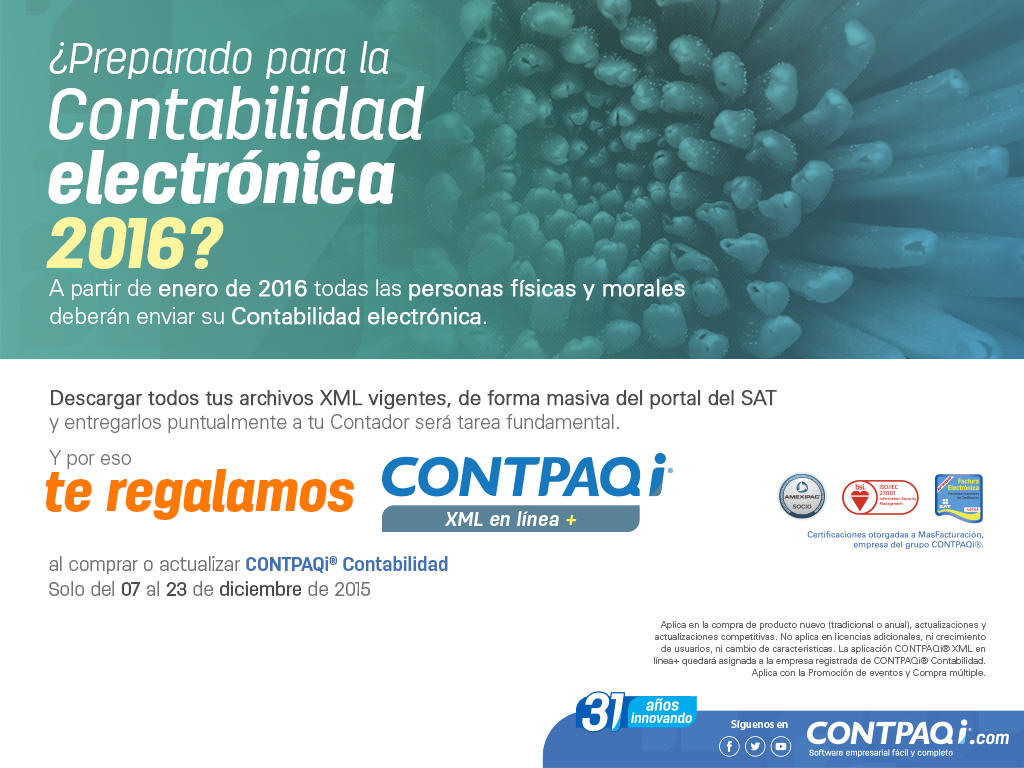 ¿Preparado para la
Contabilidad
electrónica
2016?
A partir de enero de 2016 todas las personas físicas y morales
deberán enviar su Contabilidad electrónica.
Descargar todos tus archivos XML vigentes, de forma masiva del portal del SAT
y entregarlos puntualmente a tu Contador será tarea fundamental.
Y por eso
te regalamos
CONTPAQi®
XML en línea +
AMEXIPAC
SOCIO
bsi.
ISO/IEC
27001
Information Security
Management
Factura
Electrónica
SAT
Certificaciones otorgadas a MasFacturación,
empresa del grupo CONTPAQi®.
al comprar o actualizar CONTPAQi® Contabilidad
Solo del 07 al 23 de diciembre de 2015
Aplica en la compra de producto nuevo (tradicional o anual), actualizaciones y
actualizaciones competitivas. No aplica en licencias adicionales, ni crecimiento
de usuarios, ni cambio de caracteristicas. La aplicación CONTPAQi® XML en
línea+ quedará asignada a la empresa registrada de CONTPAQi® Contabilidad.
Aplica con la Promoción de eventos y Compra múltiple.
31 años
innovando
Síguenos en
CONTPAQi®.com
Software empresarial fácil y completo